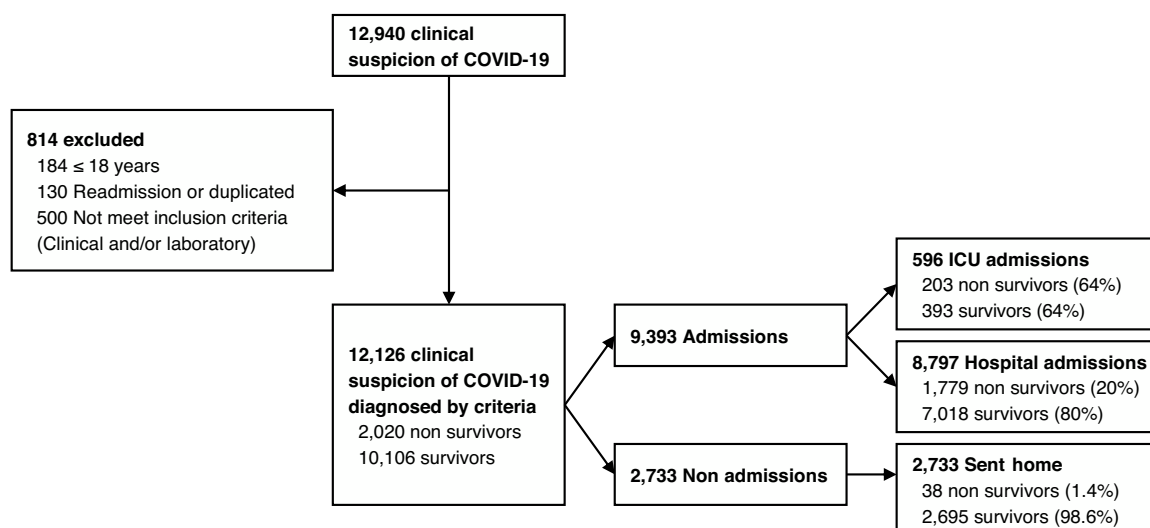 12,940 clinical
suspicion of COVID-19
814 excluded
184 ≤ 18 years
130 Readmission or duplicated
500 Not meet inclusion criteria
(Clinical and/or laboratory)
12,126 clinical
suspicion of COVID-19
diagnosed by criteria
2,020 non survivors
10,106 survivors
9,393 Admissions
2,733 Non admissions
596 ICU admissions
203 non survivors (64%)
393 survivors (64%)
8,797 Hospital admissions
1,779 non survivors (20%)
7,018 survivors (80%)
2,733 Sent home
38 non survivors (1.4%)
2,695 survivors (98.6%)